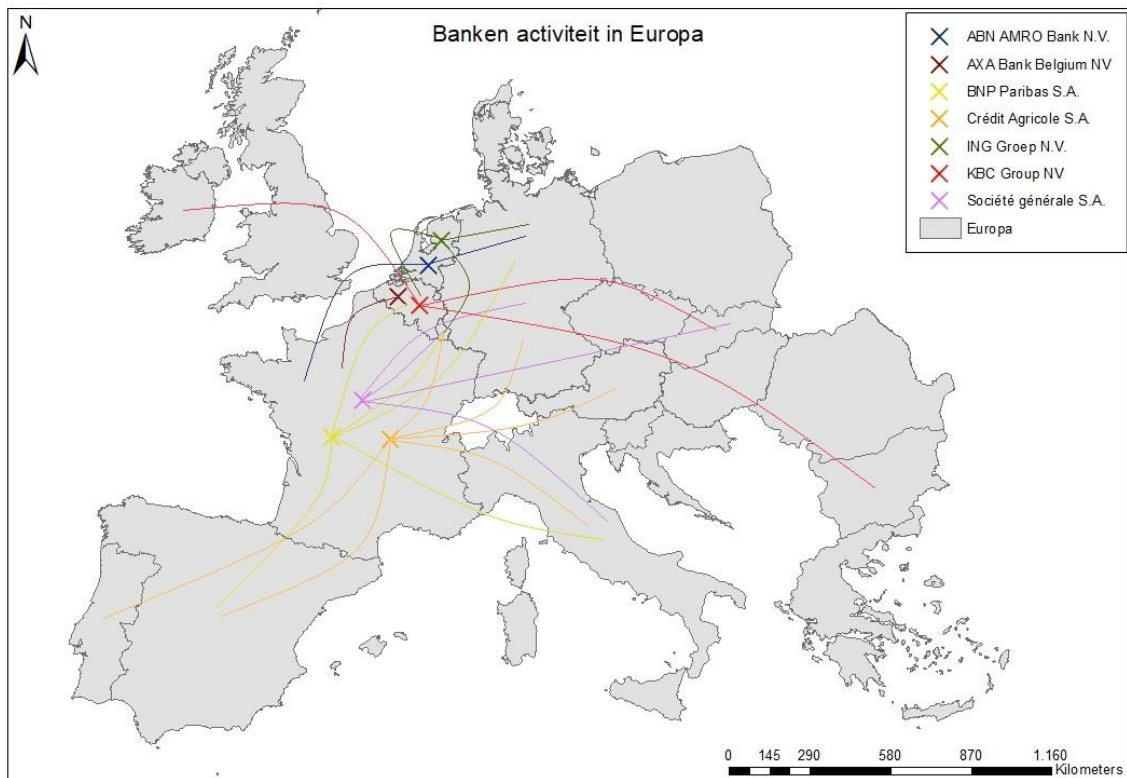 N
Banken activiteit in Europa
ABN AMRO Bank N.V.
AXA Bank Belgium NV
BNP Paribas S.A.
Crédit Agricole S.A.
ING Groep N.V.
KBC Group NV
Société générale S.A.
Europa
0 145 290 580 870 1.160
Kilometers